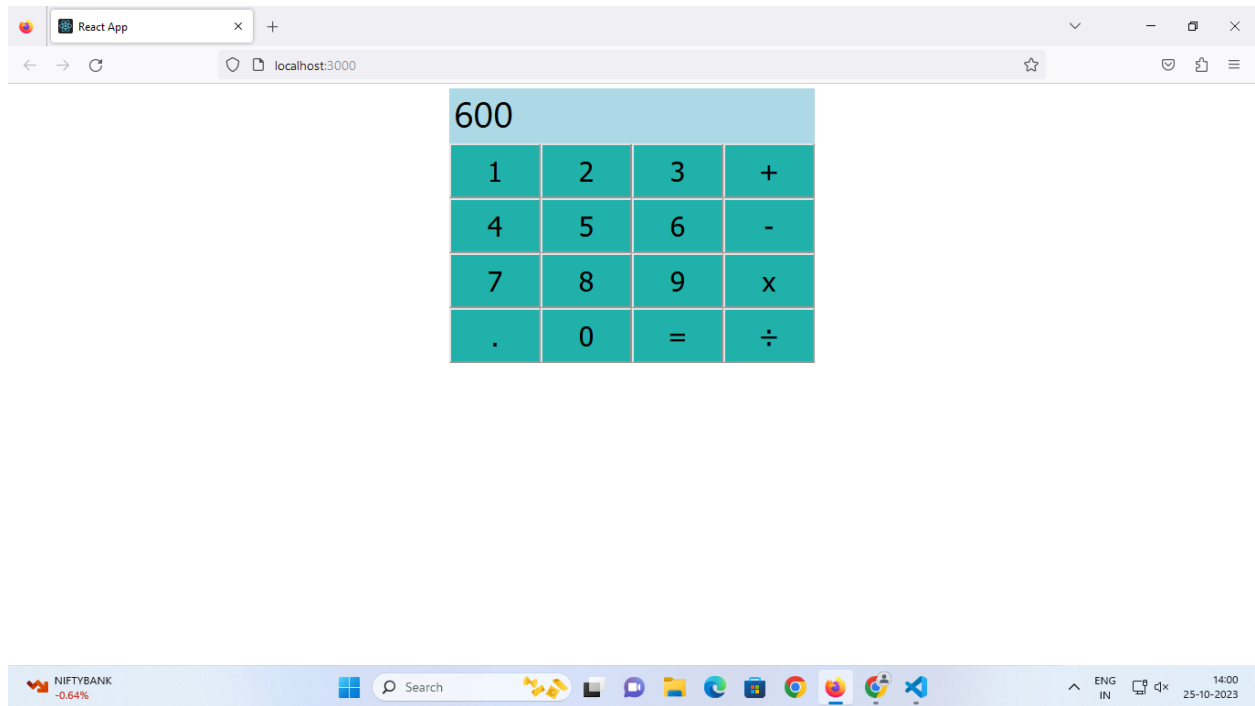 React App
localhost:3000
600
1 2 3 +
4 5 6 -
7 8 9 x
. 0 = ÷
NIFTYBANK
-0.64%
Search
ENG
IN
14:00
25-10-2023